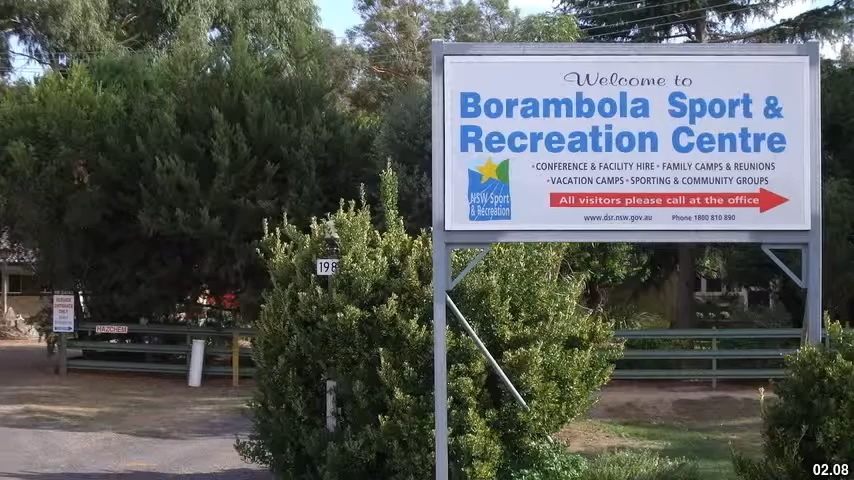 Welcome to
Borambola Sport &
Recreation Centre
•CONFERENCE & FACILITY HIRE • FAMILY CAMPS & REUNIONS
•VACATION CAMPS • SPORTING & COMMUNITY GROUPS
NSW Sport
& Recreation
All visitors please call at the office
www.dsr.nsw.gov.au Phone 1800 810 890
198
HAZCHEM
02.08